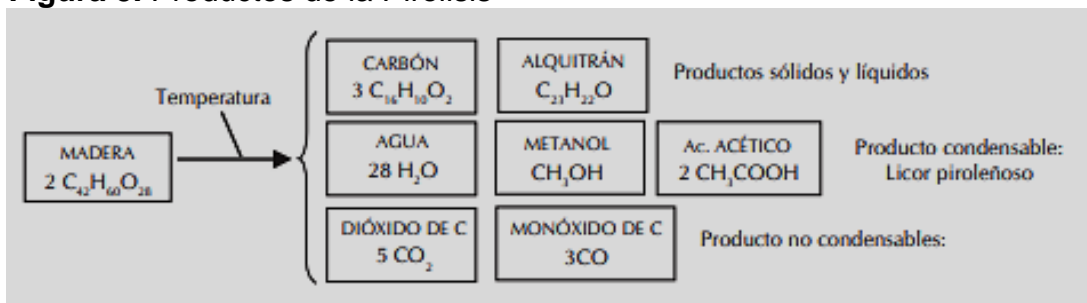 Figura 3. Productos de la Pirólisis
CARBÓN
3 C₁₆H₁₀O₂
ALQUITRÁN
C₂₃H₂₂O
Productos sólidos y líquidos
Temperatura
MADERA
2 C₄₂H₆₀O₂₈
AGUA
28 H₂O
METANOL
CH₃OH
Ac. ACÉTICO
2 CH₃COOH
Producto condensable:
Licor piroleñoso
DIÓXIDO DE C
5 CO₂
MONÓXIDO DE C
3CO
Producto no condensables: